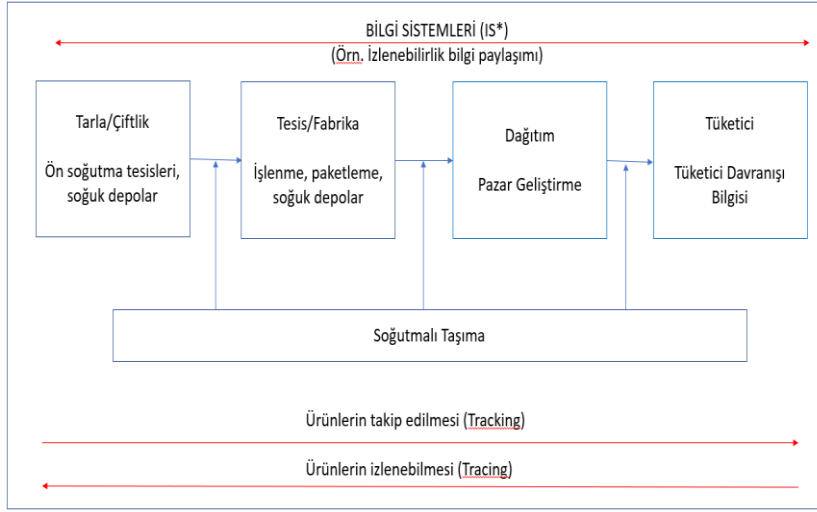 BİLGİ SİSTEMLERİ (IS*)
(Örn. İzlenebilirlik bilgi paylaşımı)
Tarla/Çiftlik
Ön soğutma tesisleri,
soğuk depolar
Tesis/Fabrika
İşlenme, paketleme,
soğuk depolar
Dağıtım
Pazar Geliştirme
Tüketici
Tüketici Davranışı
Bilgisi
Soğutmalı Taşıma
Ürünlerin takip edilmesi (Tracking)
Ürünlerin izlenebilmesi (Tracing)